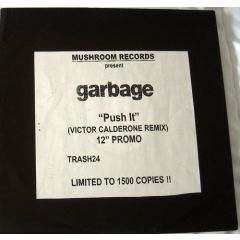 MUSHROOM RECORDS
present
garbage
"Push It"
(VICTOR CALDERONE REMIX)
12" PROMO
TRASH24
LIMITED TO 1500 COPIES !!